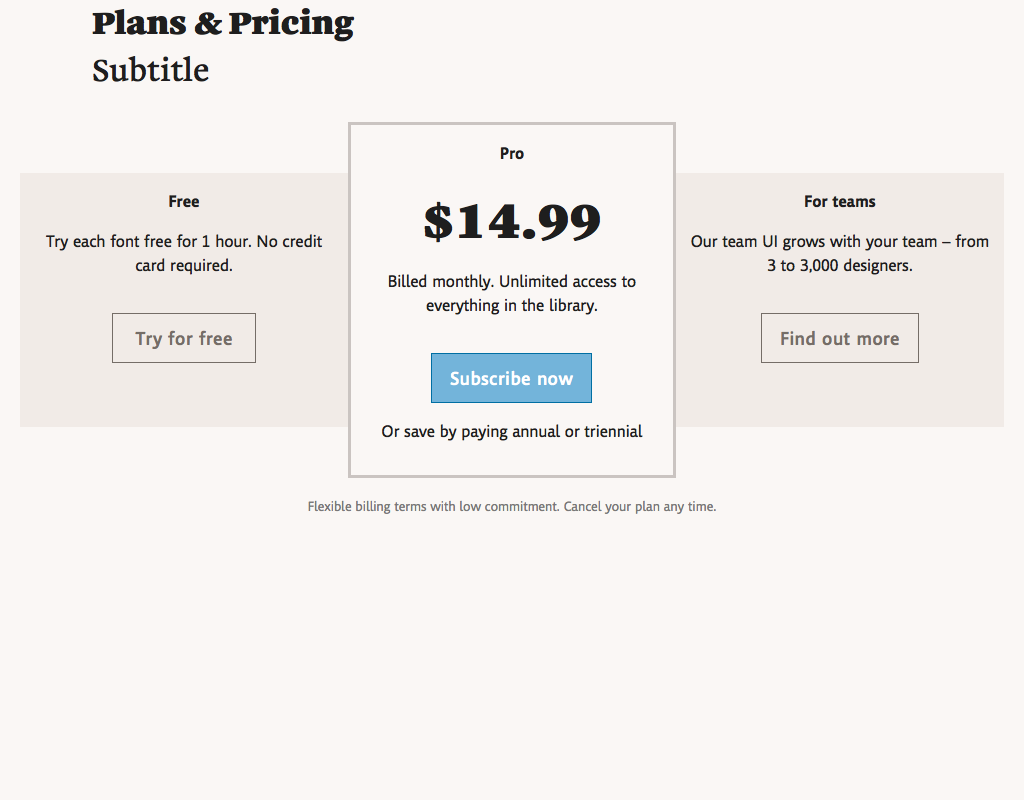 Plans & Pricing
Subtitle
Free
Try each font free for 1 hour. No credit
card required.
Try for free
Pro
$14.99
Billed monthly. Unlimited access to
everything in the library.
Subscribe now
Or save by paying annual or triennial
For teams
Our team UI grows with your team – from
3 to 3,000 designers.
Find out more
Flexible billing terms with low commitment. Cancel your plan any time.